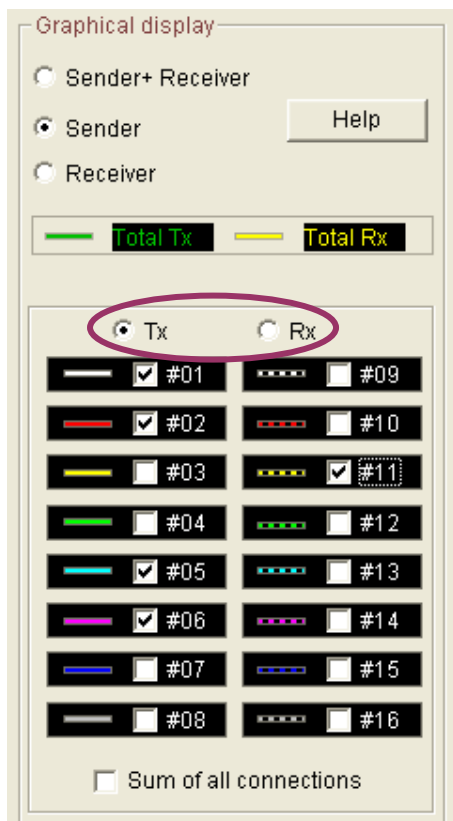 Graphical display
Sender+ Receiver
Sender
Help
Receiver
Total Tx Total Rx
Tx Rx
#01 #09
#02 #10
#03 #11
#04 #12
#05 #13
#06 #14
#07 #15
#08 #16
Sum of all connections